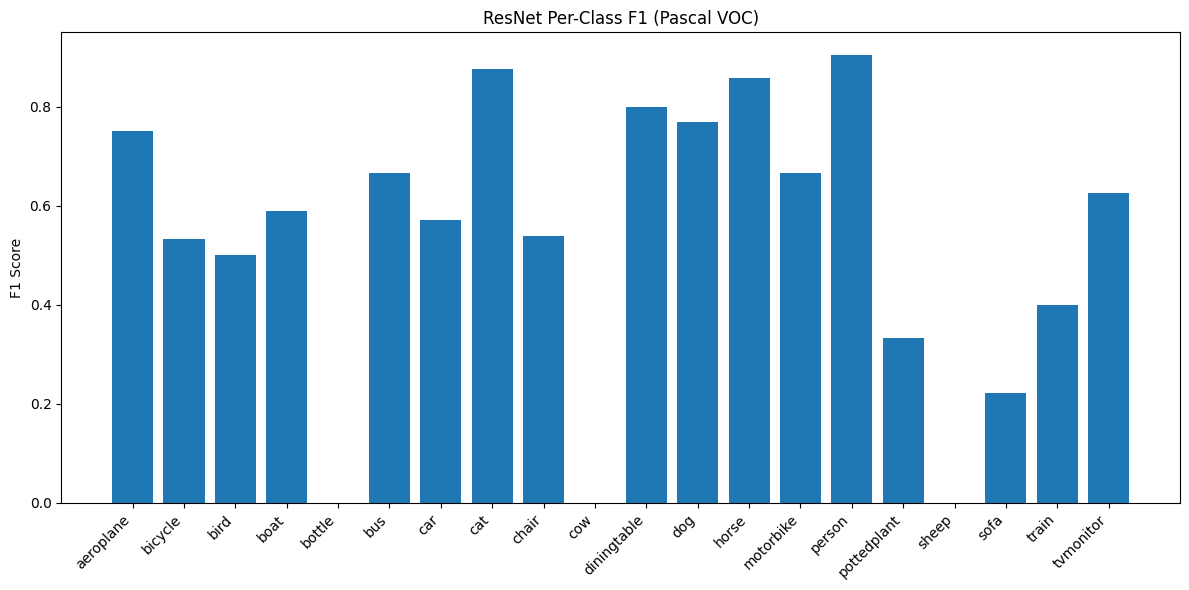 ResNet Per-Class F1 (Pascal VOC)
F1 Score
0.8
0.6
0.4
0.2
0.0
aeroplane
bicycle
bird
boat
bottle
bus
car
cat
chair
cow
diningtable
dog
horse
motorbike
person
pottedplant
sheep
sofa
train
tvmonitor